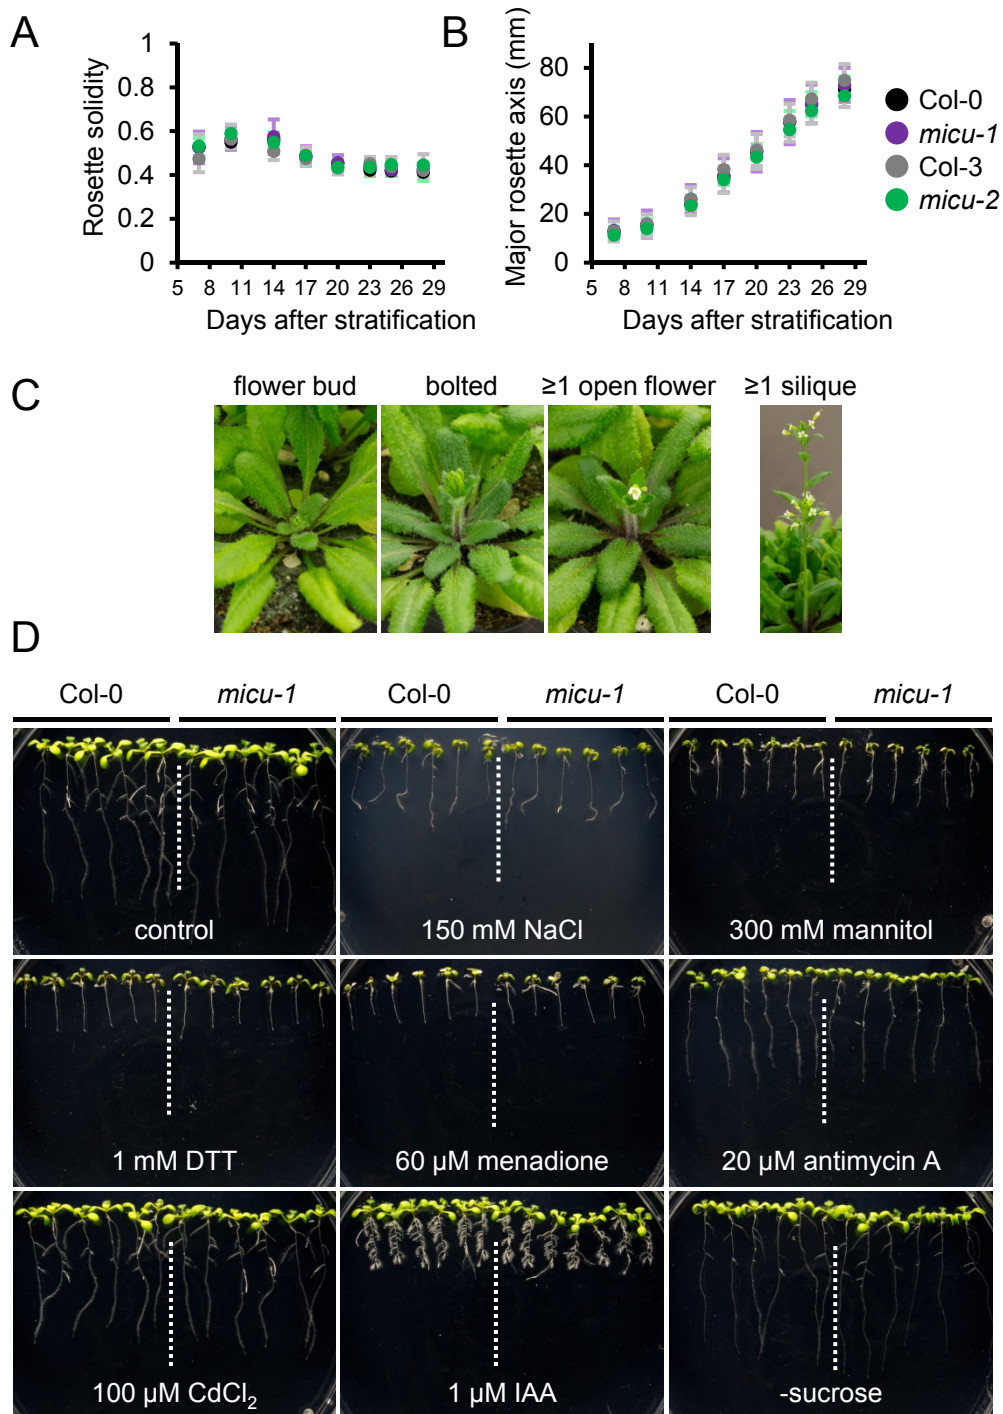 A
Rosette solidity
1
0.8
0.6
0.4
0.2
0
5 8 11 14 17 20 23 26 29
Days after stratification
B
Major rosette axis (mm)
80
60
40
20
0
5 8 11 14 17 20 23 26 29
Days after stratification
Col-0
micu-1
Col-3
micu-2
C
flower bud
bolted
≥1 open flower
≥1 silique
D
Col-0 micu-1 Col-0 micu-1 Col-0 micu-1
control
150 mM NaCl
300 mM mannitol
1 mM DTT
60 µM menadione
20 µM antimycin A
100 µM CdCl₂
1 µM IAA
-sucrose